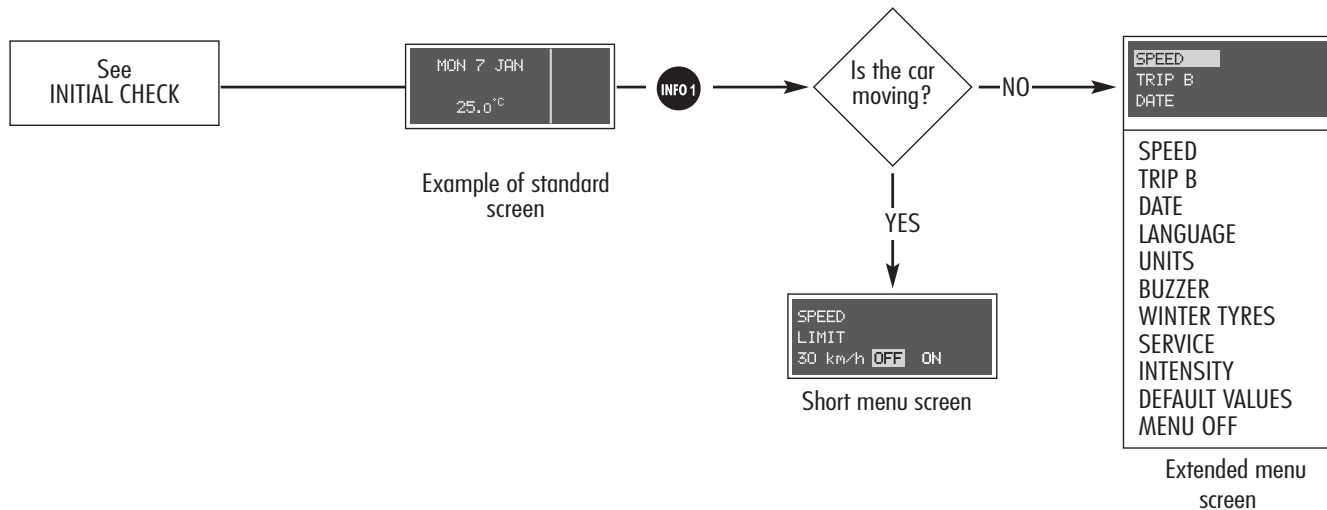 See
INITIAL CHECK
MON 7 JAN
25.0°C
Example of standard
screen
INFO 1
Is the car
moving?
NO
YES
SPEED
LIMIT
30 km/h OFF ON
Short menu screen
SPEED
TRIP B
DATE
SPEED
TRIP B
DATE
LANGUAGE
UNITS
BUZZER
WINTER TYRES
SERVICE
INTENSITY
DEFAULT VALUES
MENU OFF
Extended menu
screen